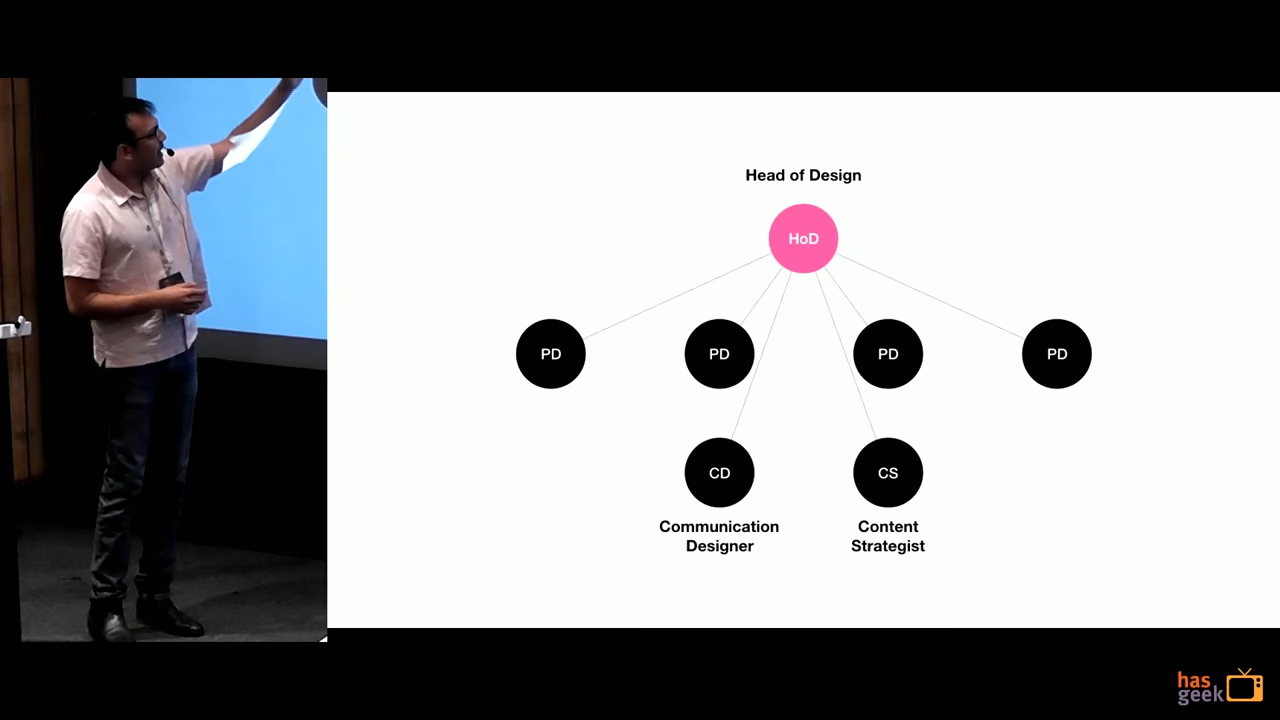 Head of Design
HoD
PD PD PD PD
CD CS
Communication
Designer
Content
Strategist
has
geek